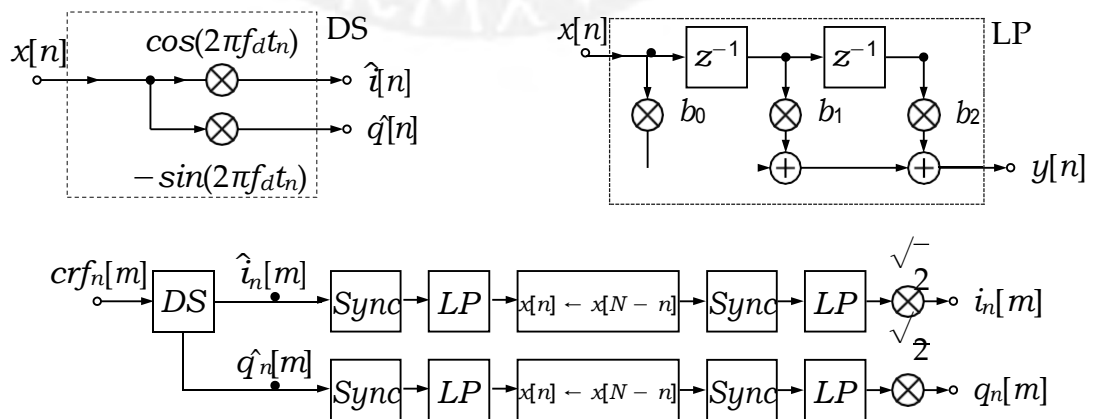 x[n]
cos(2πf_d t_n)
DS
î[n]
q̂[n]
−sin(2πf_d t_n)
x[n]
LP
z⁻¹
z⁻¹
b₀
b₁
b₂
y[n]
crf_n[m]
DS
î_n[m]
Sync
LP
x[n] ← x[N − n]
Sync
LP
√2
i_n[m]
q̂_n[m]
Sync
LP
x[n] ← x[N − n]
Sync
LP
√2
q_n[m]